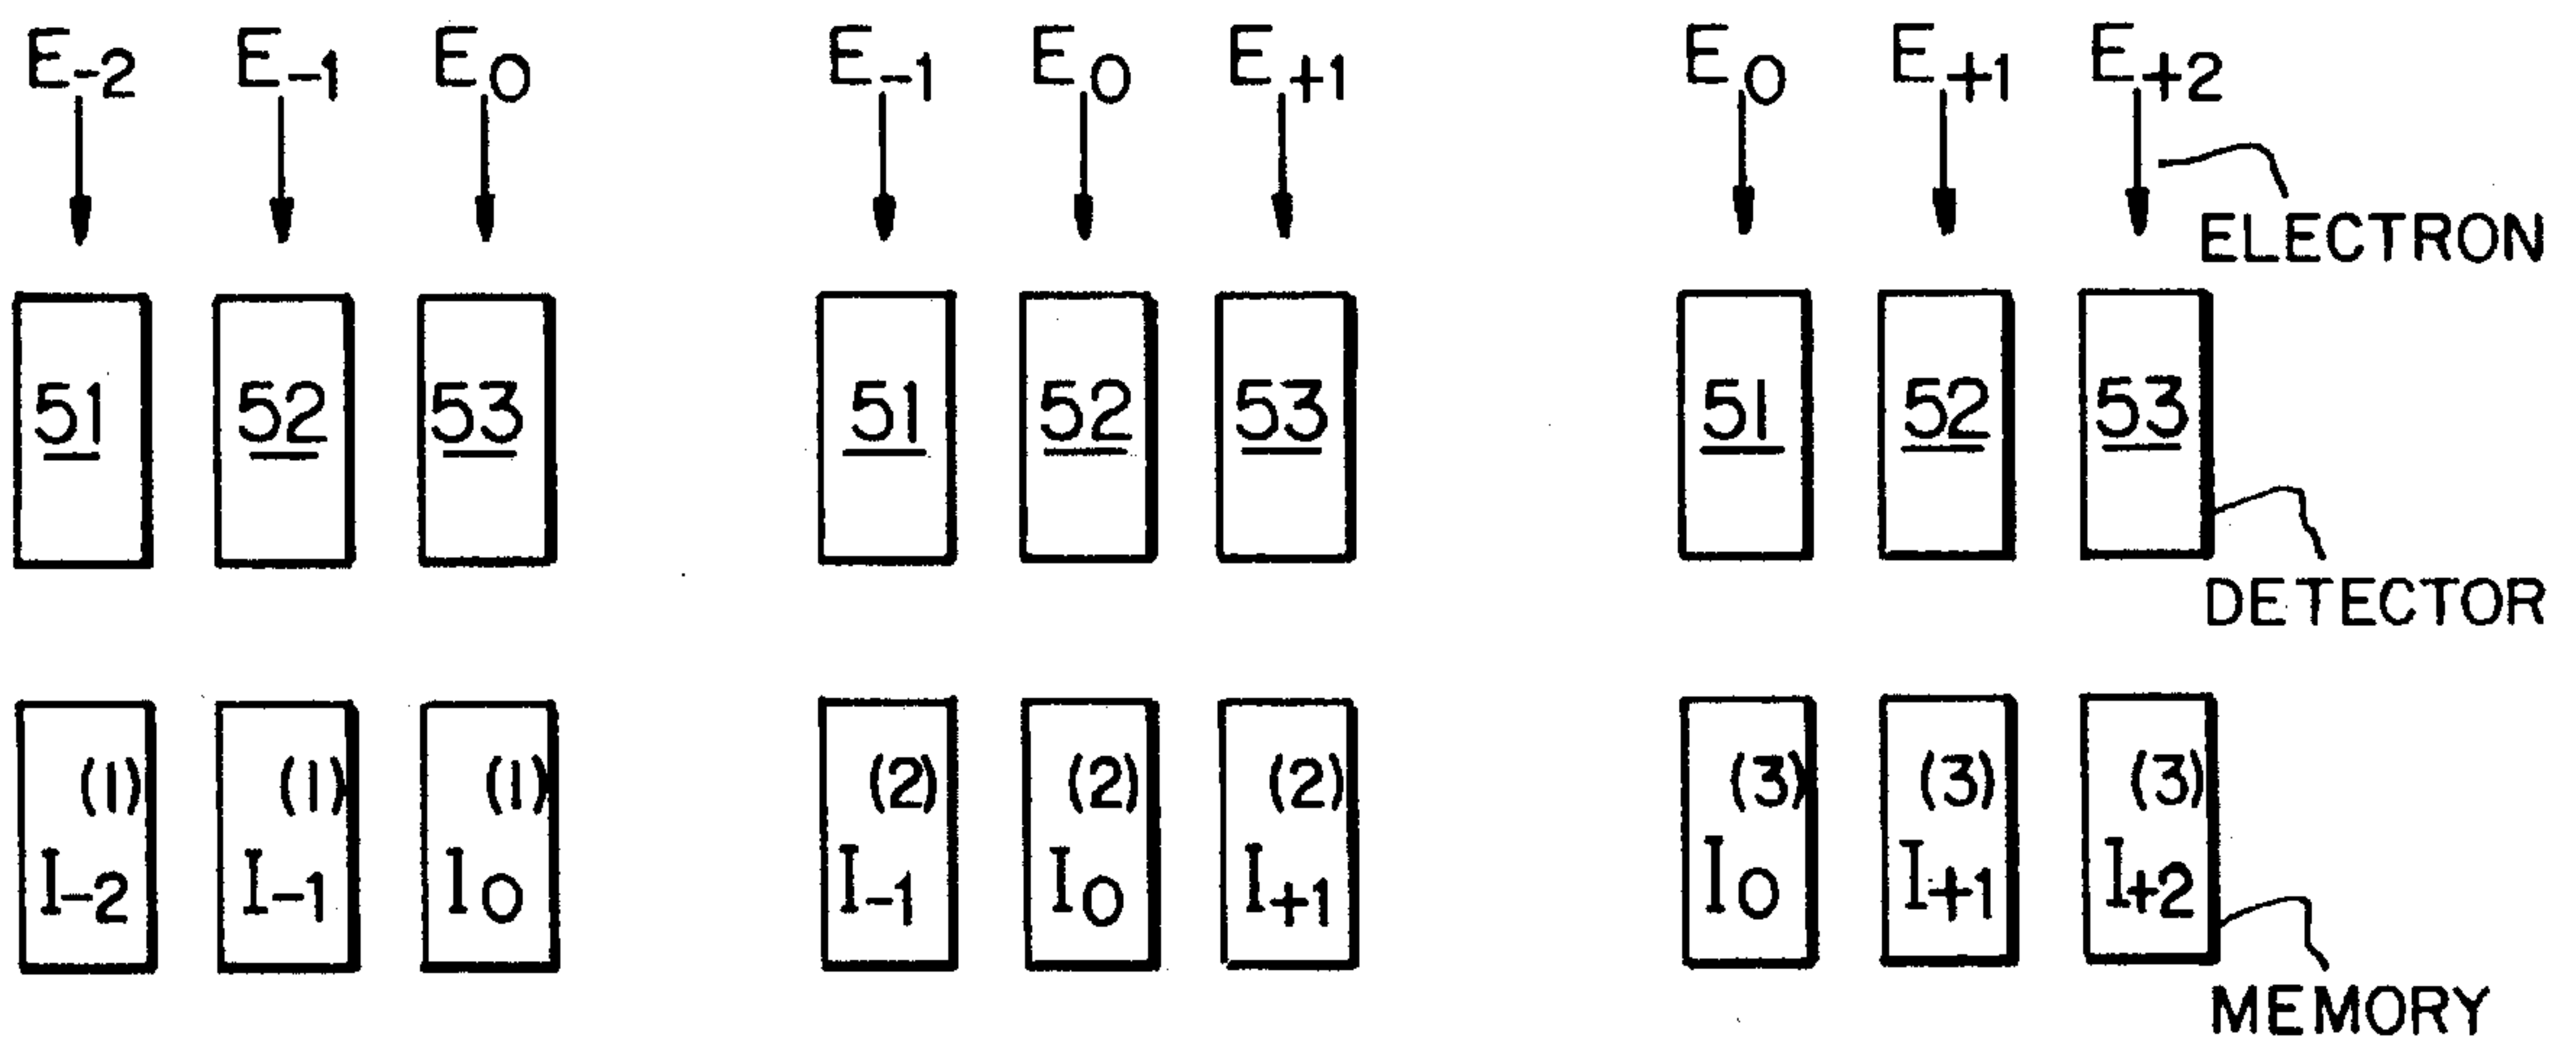 E-2 E-1 E0 E-1 E0 E+1 E0 E+1 E+2
ELECTRON
51 52 53 51 52 53 51 52 53
DETECTOR
(1) (1) (1) (2) (2) (2) (3) (3) (3)
I-2 I-1 I0 I-1 I0 I+1 I0 I+1 I+2
MEMORY